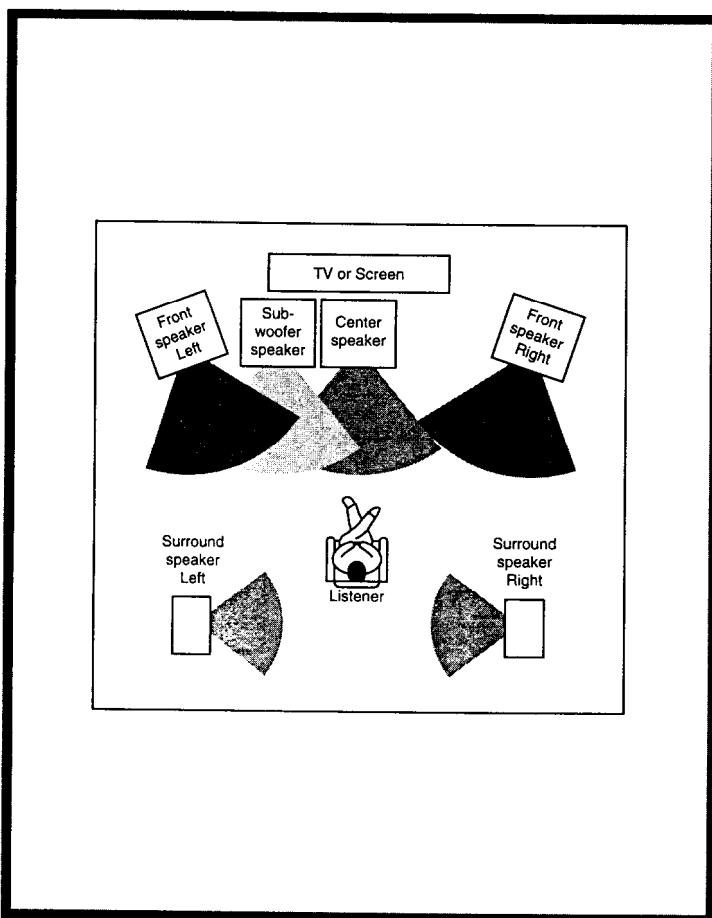 TV or Screen
Front
speaker
Left
Sub-
woofer
speaker
Center
speaker
Front
speaker
Right
Surround
speaker
Left
Listener
Surround
speaker
Right